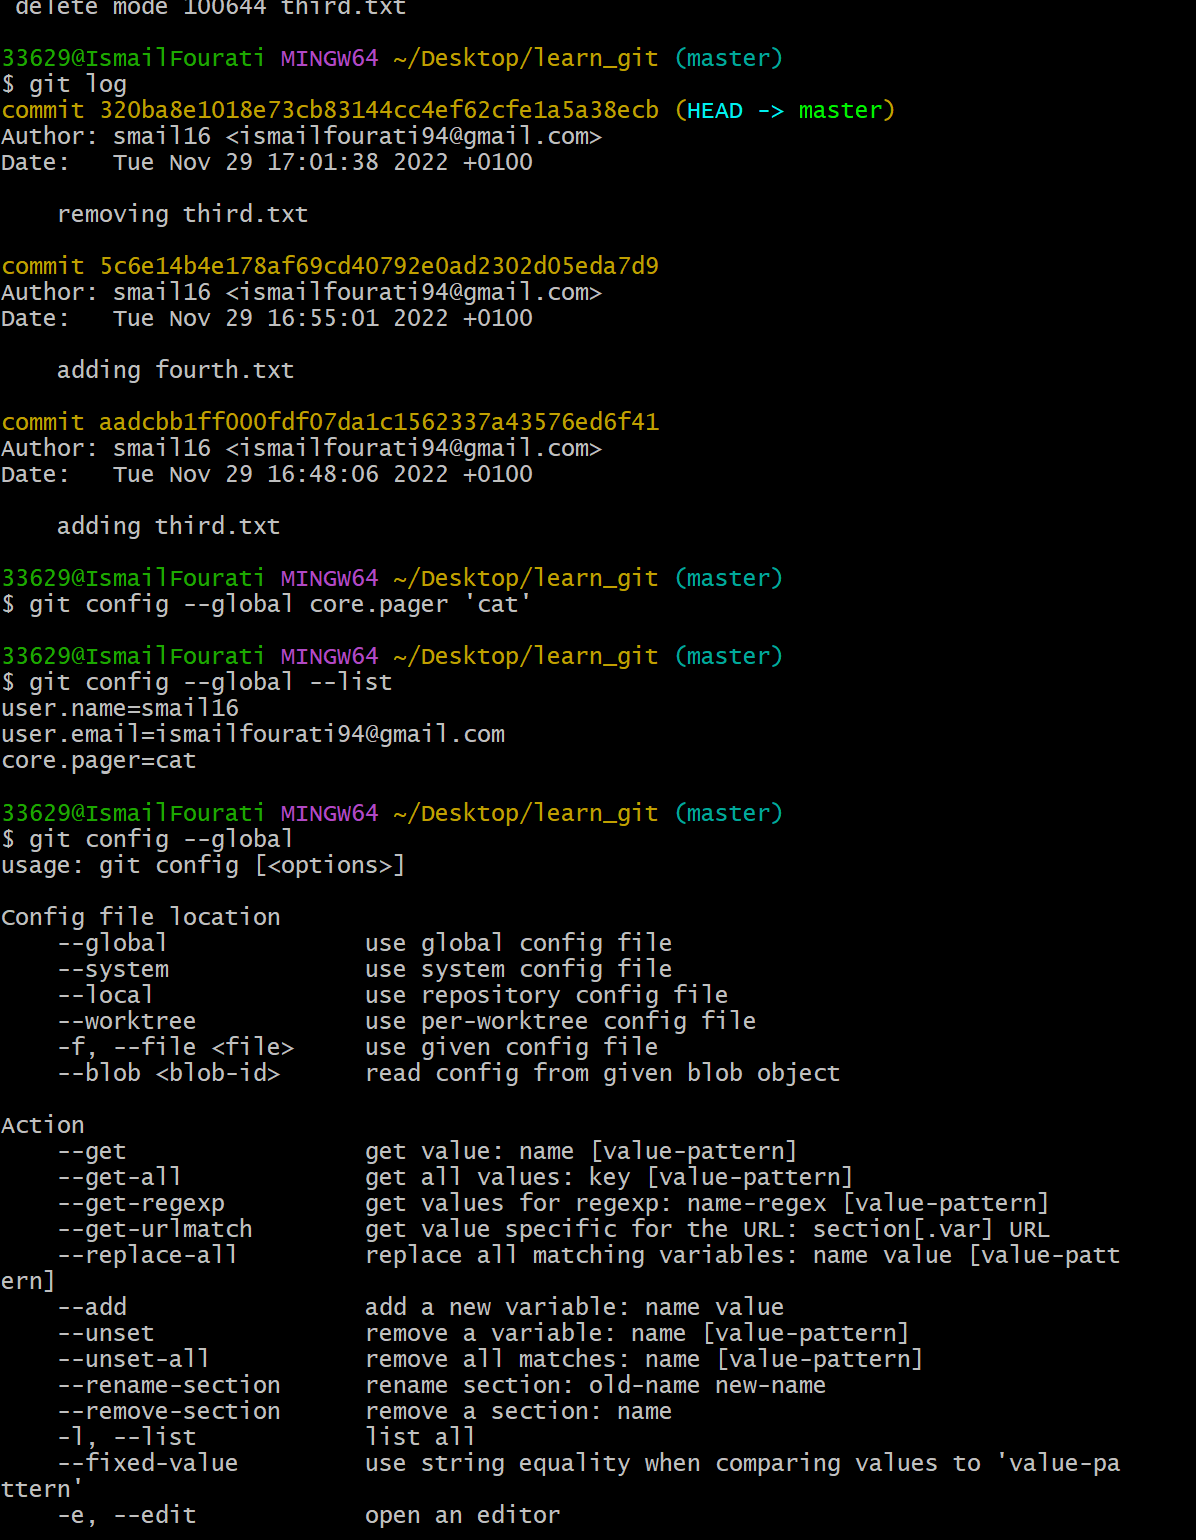 delete mode 100644 third.txt
33629@IsmailFourati MINGW64 ~/Desktop/learn_git (master)
$ git log
commit 320ba8e1018e73cb83144cc4ef62cfe1a5a38ecb (HEAD -> master)
Author: smail16 <ismailfourati94@gmail.com>
Date:   Tue Nov 29 17:01:38 2022 +0100
    removing third.txt
commit 5c6e14b4e178af69cd40792e0ad2302d05eda7d9
Author: smail16 <ismailfourati94@gmail.com>
Date:   Tue Nov 29 16:55:01 2022 +0100
    adding fourth.txt
commit aadcbb1ff000fdf07da1c1562337a43576ed6f41
Author: smail16 <ismailfourati94@gmail.com>
Date:   Tue Nov 29 16:48:06 2022 +0100
    adding third.txt
33629@IsmailFourati MINGW64 ~/Desktop/learn_git (master)
$ git config --global core.pager 'cat'
33629@IsmailFourati MINGW64 ~/Desktop/learn_git (master)
$ git config --global --list
user.name=smail16
user.email=ismailfourati94@gmail.com
core.pager=cat
33629@IsmailFourati MINGW64 ~/Desktop/learn_git (master)
$ git config --global
usage: git config [<options>]
Config file location
    --global              use global config file
    --system              use system config file
    --local               use repository config file
    --worktree            use per-worktree config file
    -f, --file <file>     use given config file
    --blob <blob-id>      read config from given blob object
Action
    --get                 get value: name [value-pattern]
    --get-all             get all values: key [value-pattern]
    --get-regexp          get values for regexp: name-regex [value-pattern]
    --get-urlmatch        get value specific for the URL: section[.var] URL
    --replace-all         replace all matching variables: name value [value-patt
ern]
    --add                 add a new variable: name value
    --unset               remove a variable: name [value-pattern]
    --unset-all           remove all matches: name [value-pattern]
    --rename-section      rename section: old-name new-name
    --remove-section      remove a section: name
    -l, --list            list all
    --fixed-value         use string equality when comparing values to 'value-pa
ttern'
    -e, --edit            open an editor